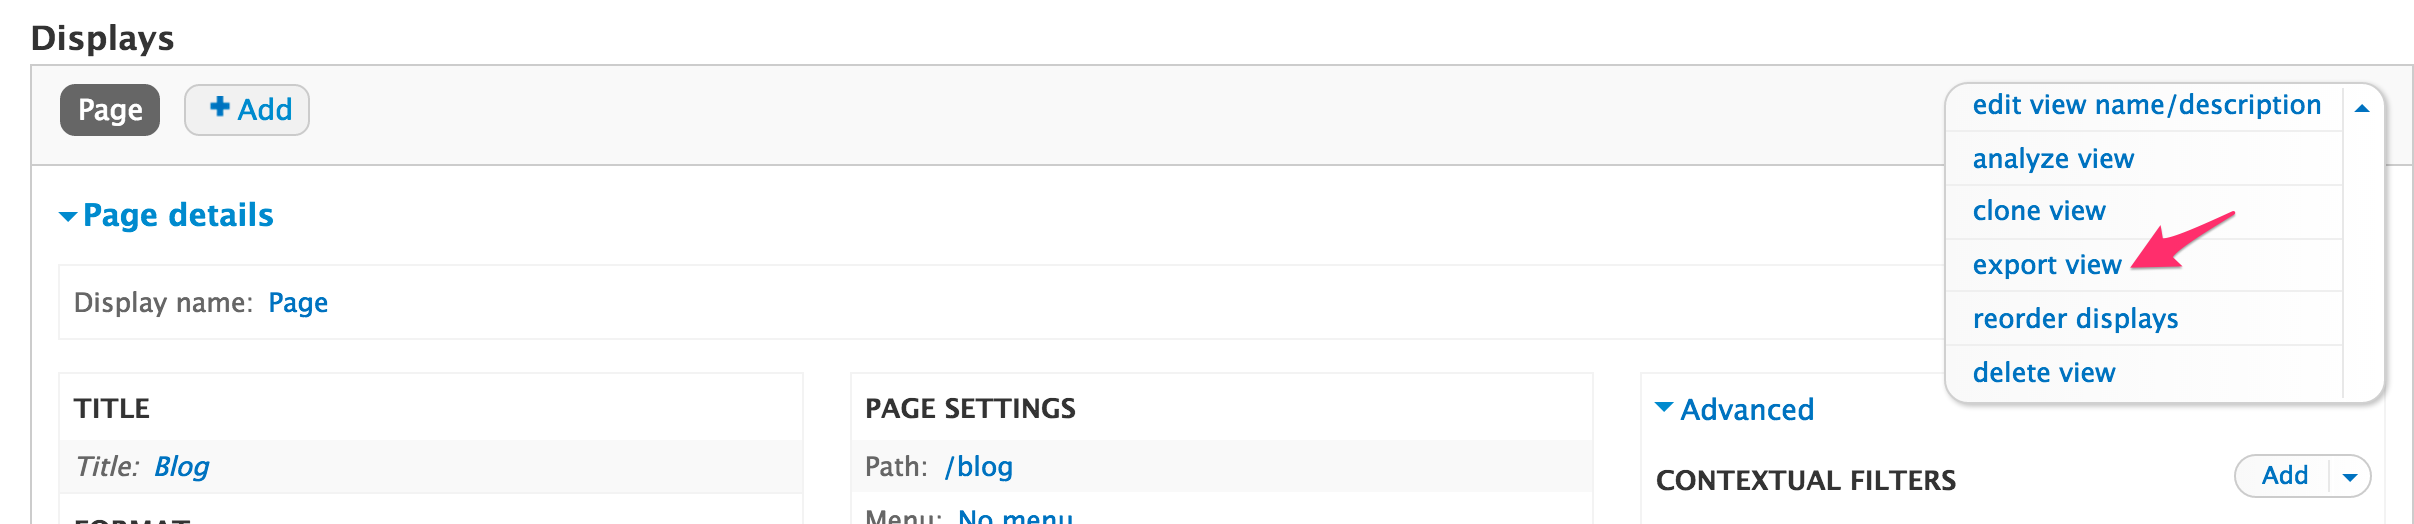 Displays
Page
Add
edit view name/description
analyze view
clone view
export view
reorder displays
delete view
Page details
Display name: Page
TITLE
Title: Blog
FORMAT
PAGE SETTINGS
Path: /blog
Menu: No menu
Advanced
CONTEXTUAL FILTERS
Add